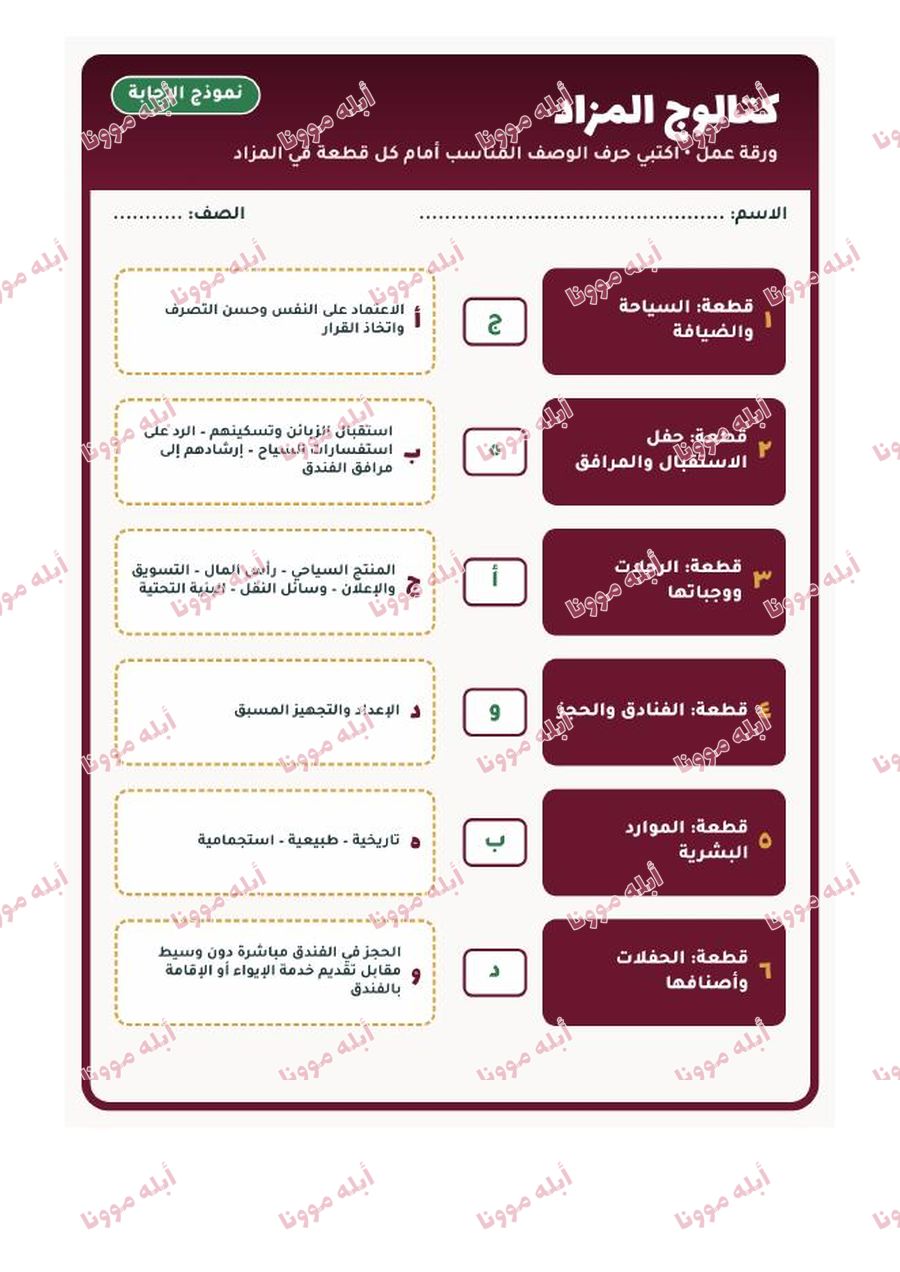 نموذج الإجابة
كتالوج المزاد
ورقة عمل • اكتبي حرف الوصف المناسب أمام كل قطعة في المزاد
الاسم: ................................................ الصف: ...........
١ قطعة: السياحة
والضيافة
ج
أ الاعتماد على النفس وحسن التصرف
واتخاذ القرار
٢ قطعة: حفل
الاستقبال والمرافق
ه
ب استقبال الزبائن وتسكينهم - الرد على
استفسارات السياح - إرشادهم إلى
مرافق الفندق
٣ قطعة: الرحلات
ووجباتها
أ
ج المنتج السياحي - رأس المال - التسويق
والإعلان - وسائل النقل - البنية التحتية
٤ قطعة: الفنادق والحجز
و
د الإعداد والتجهيز المسبق
٥ قطعة: الموارد
البشرية
ب
ه تاريخية - طبيعية - استجمامية
٦ قطعة: الحفلات
وأصنافها
د
و الحجز في الفندق مباشرة دون وسيط
مقابل تقديم خدمة الإيواء أو الإقامة
بالفندق
أبله موونا